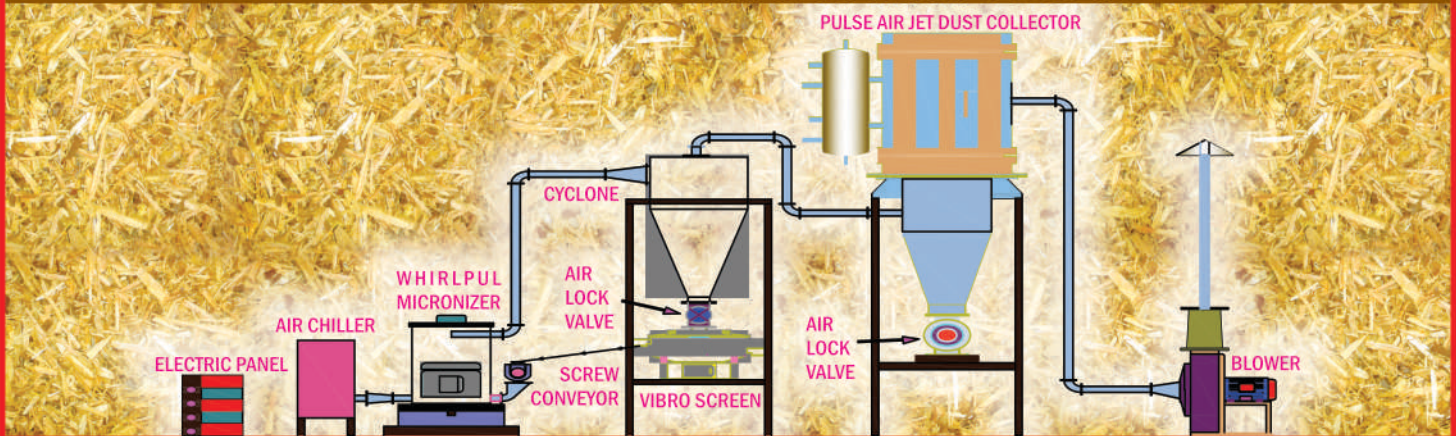 PULSE AIR JET DUST COLLECTOR
CYCLONE
WHIRLPUL
MICRONIZER
AIR
LOCK
VALVE
AIR CHILLER
AIR
LOCK
VALVE
ELECTRIC PANEL
SCREW
CONVEYOR
VIBRO SCREEN
BLOWER